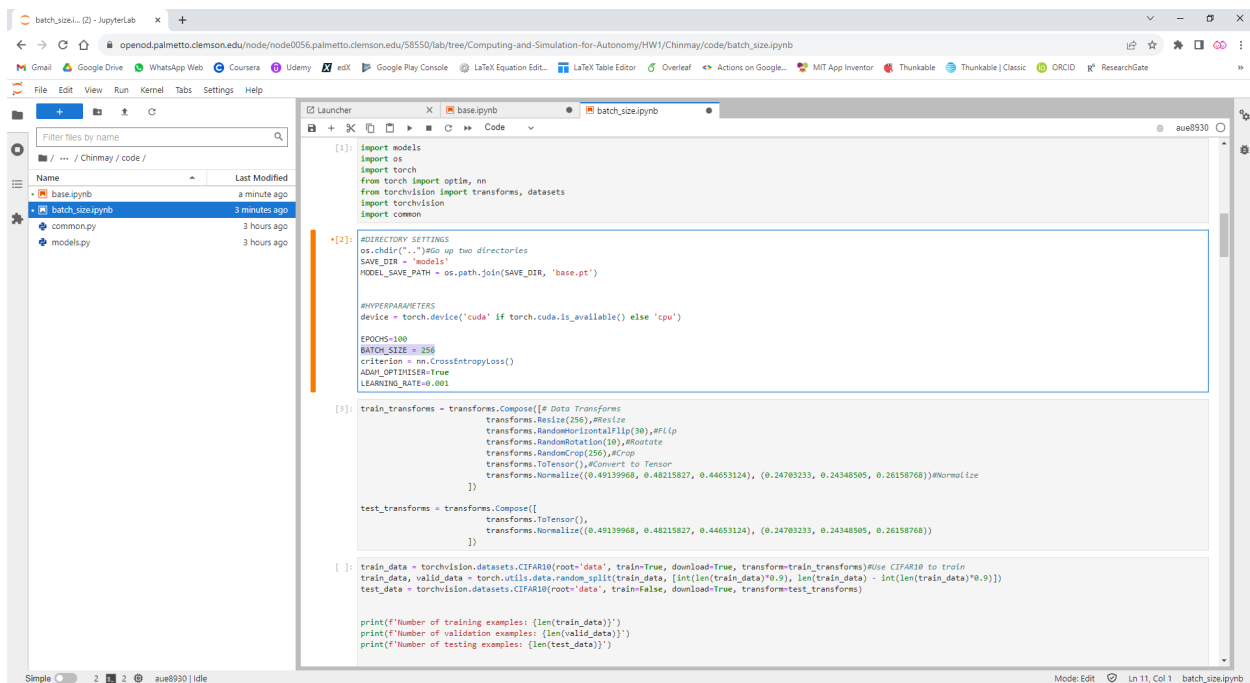 batch_size.i... (2) - JupyterLab
openod.palmetto.clemson.edu/node/node0056.palmetto.clemson.edu/58550/lab/tree/Computing-and-Simulation-for-Autonomy/HW1/Chinmay/code/batch_size.ipynb
Gmail Google Drive WhatsApp Web Coursera Udemy edX Google Play Console LaTeX Equation Edit... LaTeX Table Editor Overleaf Actions on Google... MIT App Inventor Thunkable Thunkable | Classic ORCID ResearchGate
File Edit View Run Kernel Tabs Settings Help
Filter files by name
/ ... / Chinmay / code /
Name Last Modified
base.ipynb a minute ago
batch_size.ipynb 3 minutes ago
common.py 3 hours ago
models.py 3 hours ago
Launcher base.ipynb batch_size.ipynb
Code aue8930
[1]: import models
import os
import torch
from torch import optim, nn
from torchvision import transforms, datasets
import torchvision
import common
[2]: #DIRECTORY SETTINGS
os.chdir("..")#Go up two directories
SAVE_DIR = 'models'
MODEL_SAVE_PATH = os.path.join(SAVE_DIR, 'base.pt')
#HYPERPARAMETERS
device = torch.device('cuda' if torch.cuda.is_available() else 'cpu')
EPOCHS=100
BATCH_SIZE = 256
criterion = nn.CrossEntropyLoss()
ADAM_OPTIMISER=True
LEARNING_RATE=0.001
[3]: train_transforms = transforms.Compose([# Data Transforms
transforms.Resize(256),#Resize
transforms.RandomHorizontalFlip(30),#Flip
transforms.RandomRotation(10),#Roatate
transforms.RandomCrop(256),#Crop
transforms.ToTensor(),#Convert to Tensor
transforms.Normalize((0.49139968, 0.48215827, 0.44653124), (0.24703233, 0.24348505, 0.26158768))#Normalize
])
test_transforms = transforms.Compose([
transforms.ToTensor(),
transforms.Normalize((0.49139968, 0.48215827, 0.44653124), (0.24703233, 0.24348505, 0.26158768))
])
[ ]: train_data = torchvision.datasets.CIFAR10(root='data', train=True, download=True, transform=train_transforms)#Use CIFAR10 to train
train_data, valid_data = torch.utils.data.random_split(train_data, [int(len(train_data)*0.9), len(train_data) - int(len(train_data)*0.9)])
test_data = torchvision.datasets.CIFAR10(root='data', train=False, download=True, transform=test_transforms)
print(f'Number of training examples: {len(train_data)}')
print(f'Number of validation examples: {len(valid_data)}')
print(f'Number of testing examples: {len(test_data)}')
Simple 2 2 aue8930 | Idle Mode: Edit Ln 11, Col 1 batch_size.ipynb